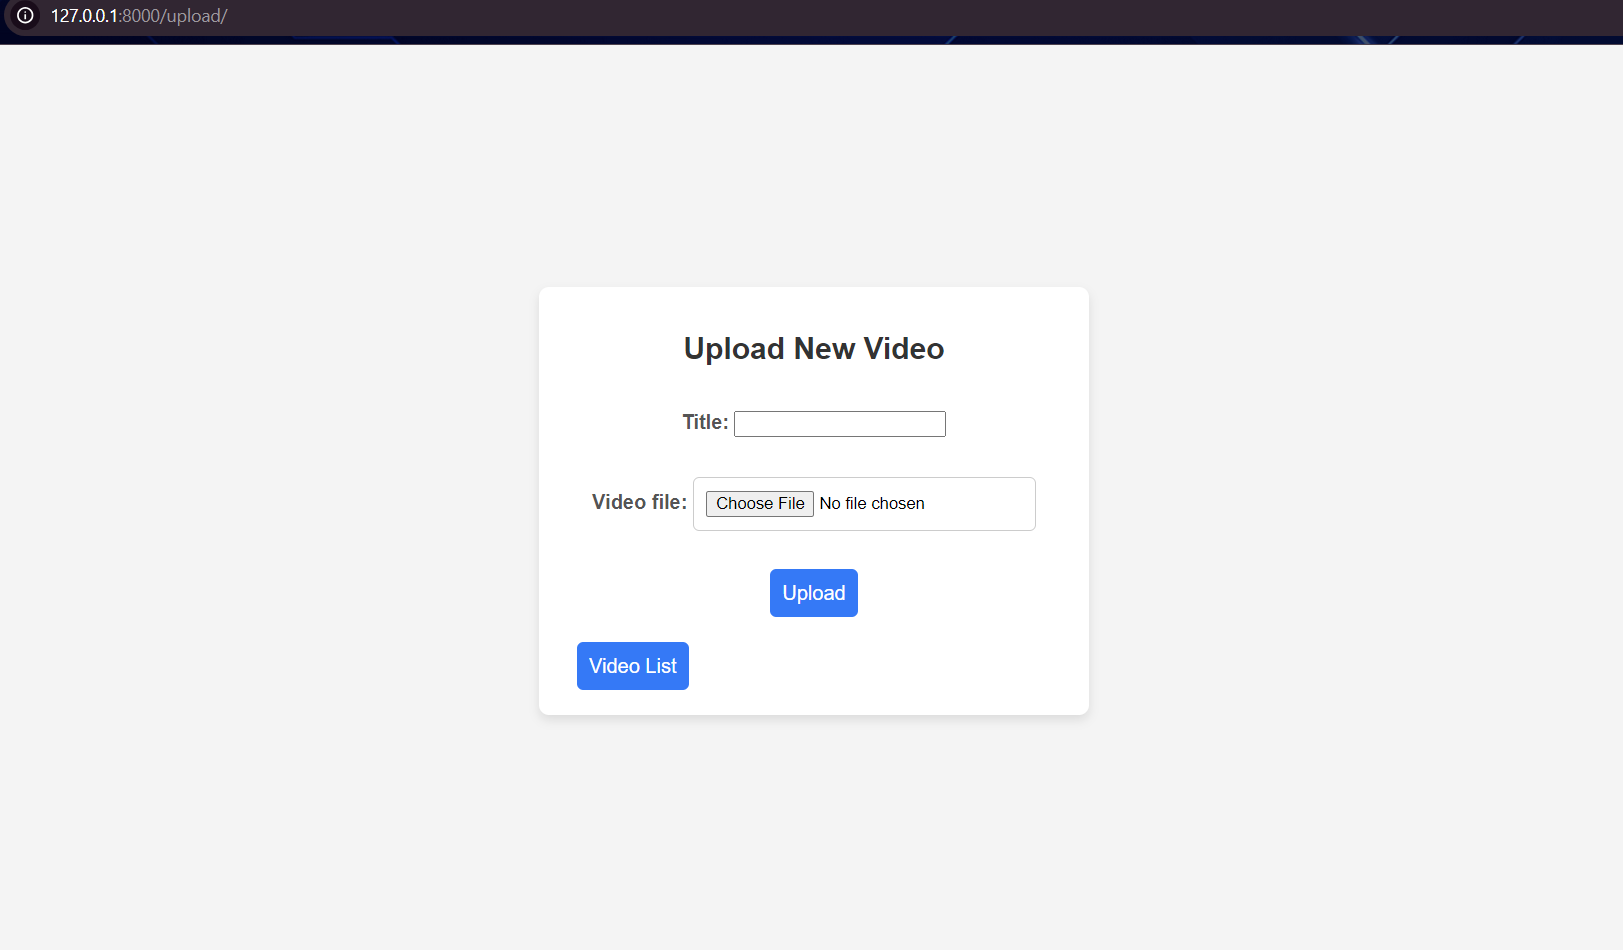 127.0.0.1:8000/upload/
Upload New Video
Title:
Video file: Choose File No file chosen
Upload
Video List